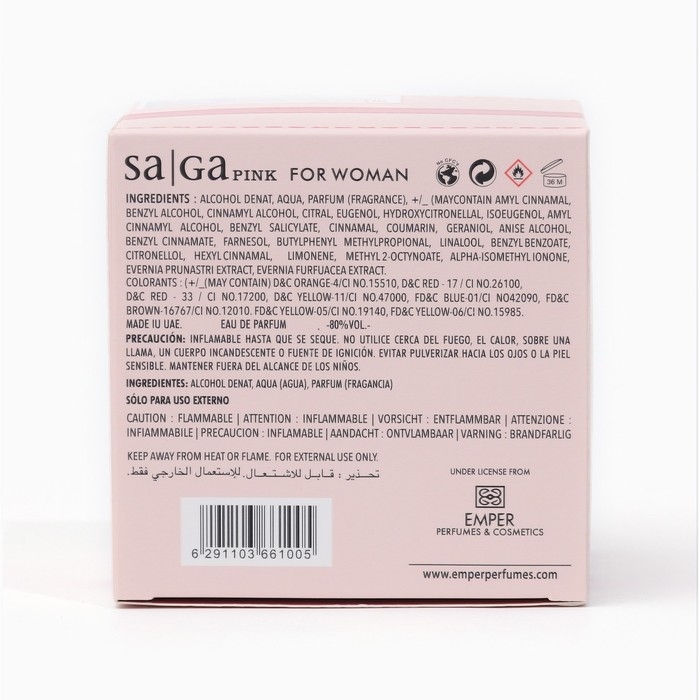 sa|Ga PINK FOR WOMAN
No CFC's
36 M
INGREDIENTS : ALCOHOL DENAT, AQUA, PARFUM (FRAGRANCE), +/_ (MAYCONTAIN AMYL CINNAMAL,
BENZYL ALCOHOL, CINNAMYL ALCOHOL, CITRAL, EUGENOL, HYDROXYCITRONELLAL, ISOEUGENOL, AMYL
CINNAMYL ALCOHOL, BENZYL SALICYLATE, CINNAMAL, COUMARIN, GERANIOL, ANISE ALCOHOL,
BENZYL CINNAMATE, FARNESOL, BUTYLPHENYL METHYLPROPIONAL, LINALOOL, BENZYL BENZOATE,
CITRONELLOL, HEXYL CINNAMAL, LIMONENE, METHYL 2-OCTYNOATE, ALPHA-ISOMETHYL IONONE,
EVERNIA PRUNASTRI EXTRACT, EVERNIA FURFUACEA EXTRACT.
COLORANTS : (+/_(MAY CONTAIN) D&C ORANGE-4/CI NO.15510, D&C RED - 17 / CI NO.26100,
D&C RED - 33 / CI NO.17200, D&C YELLOW-11/CI NO.47000, FD&C BLUE-01/CI NO42090, FD&C
BROWN-16767/CI NO.12010. FD&C YELLOW-05/CI NO.19140, FD&C YELLOW-06/CI NO.15985.
MADE IU UAE. EAU DE PARFUM . -80%VOL.-
PRECAUCIÓN: INFLAMABLE HASTA QUE SE SEQUE. NO UTILICE CERCA DEL FUEGO, EL CALOR, SOBRE UNA
LLAMA, UN CUERPO INCANDESCENTE O FUENTE DE IGNICIÓN. EVITAR PULVERIZAR HACIA LOS OJOS O LA PIEL
SENSIBLE. MANTENER FUERA DEL ALCANCE DE LOS NIÑOS.
INGREDIENTES: ALCOHOL DENAT, AQUA (AGUA), PARFUM (FRAGANCIA)
SÓLO PARA USO EXTERNO
CAUTION : FLAMMABLE | ATTENTION : INFLAMMABLE | VORSICHT : ENTFLAMMBAR | ATTENZIONE :
INFIAMMABILE | PRECAUCION : INFLAMABLE | AANDACHT : ONTVLAMBAAR | VARNING : BRANDFARLIG
KEEP AWAY FROM HEAT OR FLAME. FOR EXTERNAL USE ONLY.
تحذير : قابل للاشتعال. للإستعمال الخارجي فقط.
6 291103 661005
UNDER LICENSE FROM
EMPER
PERFUMES & COSMETICS
www.emperperfumes.com